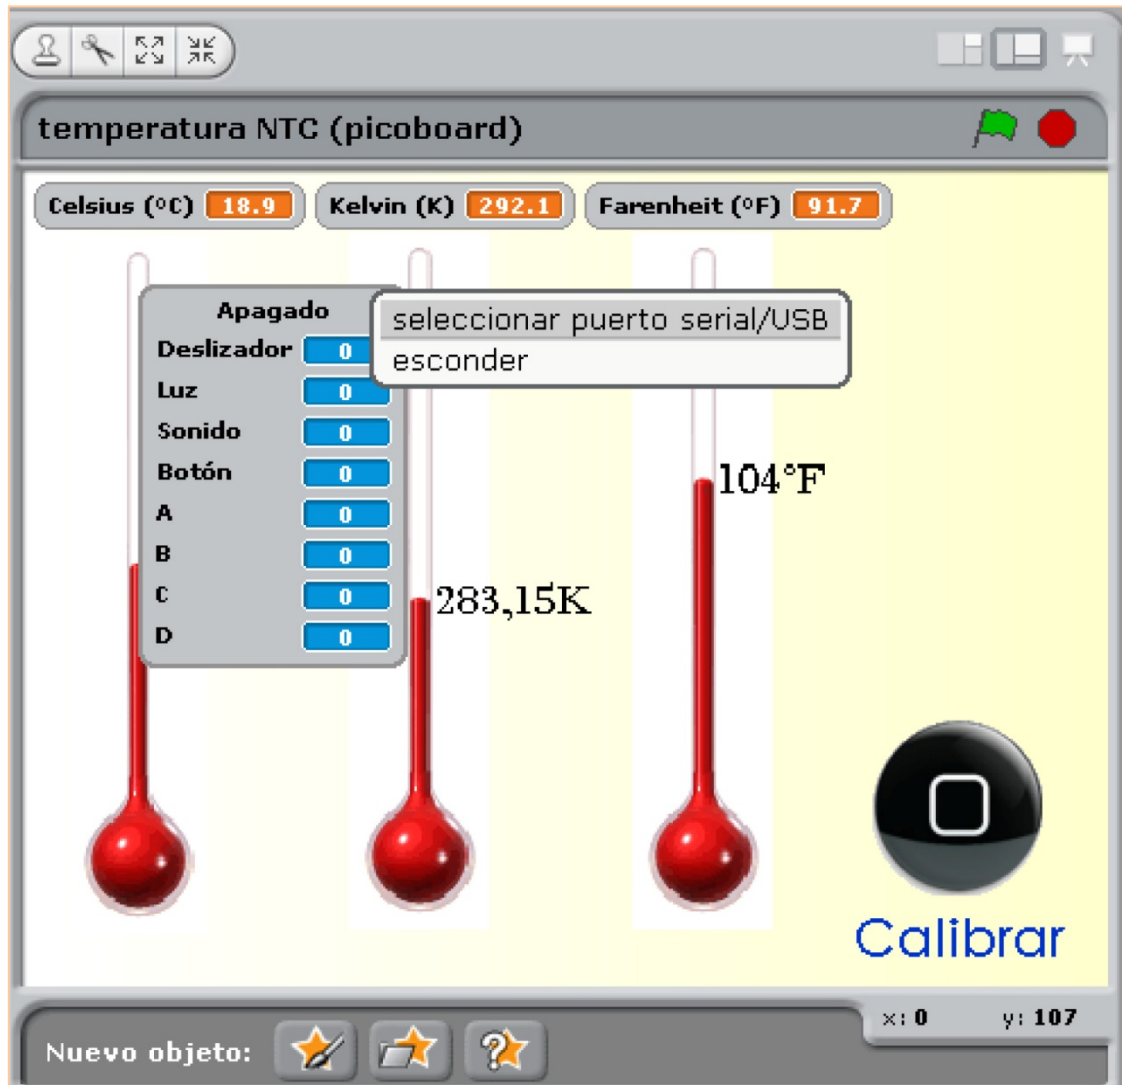 temperatura NTC (picoboard)
Celsius (ºC) 18.9 Kelvin (K) 292.1 Farenheit (ºF) 91.7
Apagado
Deslizador 0
Luz 0
Sonido 0
Botón 0
A 0
B 0
C 0
D 0
seleccionar puerto serial/USB
esconder
104°F
283,15K
Calibrar
x: 0 y: 107
Nuevo objeto: